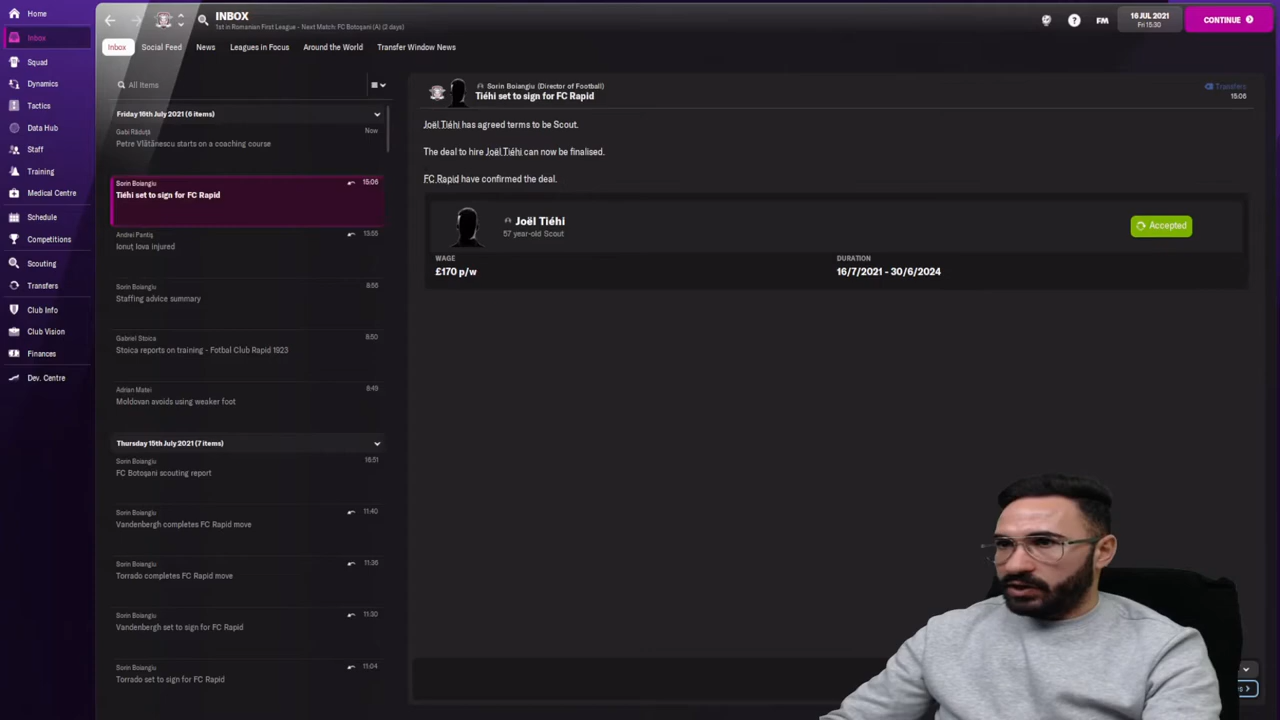 Home
Inbox
Squad
Dynamics
Tactics
Data Hub
Staff
Training
Medical Centre
Schedule
Competitions
Scouting
Transfers
Club Info
Club Vision
Finances
Dev. Centre
INBOX
1st in Romanian First League - Next Match: FC Botoşani (A) (2 days)
FM
16 JUL 2021
Fri 15:30
CONTINUE
Inbox
Social Feed
News
Leagues in Focus
Around the World
Transfer Window News
All Items
Friday 16th July 2021 (6 items)
Gabi Răduţă
Now
Petre Vlătănescu starts on a coaching course
Sorin Boiangiu
15:06
Tiéhi set to sign for FC Rapid
Andrei Pantiş
13:55
Ionuţ Iova injured
Sorin Boiangiu
8:56
Staffing advice summary
Gabriel Stoica
8:50
Stoica reports on training - Fotbal Club Rapid 1923
Adrian Matei
8:49
Moldovan avoids using weaker foot
Thursday 15th July 2021 (7 items)
Sorin Boiangiu
16:51
FC Botoşani scouting report
Sorin Boiangiu
11:40
Vandenbergh completes FC Rapid move
Sorin Boiangiu
11:36
Torrado completes FC Rapid move
Sorin Boiangiu
11:30
Vandenbergh set to sign for FC Rapid
Sorin Boiangiu
11:04
Torrado set to sign for FC Rapid
Sorin Boiangiu (Director of Football)
Tiéhi set to sign for FC Rapid
Transfers
15:06
Joël Tiéhi has agreed terms to be Scout.
The deal to hire Joël Tiéhi can now be finalised.
FC Rapid have confirmed the deal.
Joël Tiéhi
57 year-old Scout
Accepted
WAGE
£170 p/w
DURATION
16/7/2021 - 30/6/2024